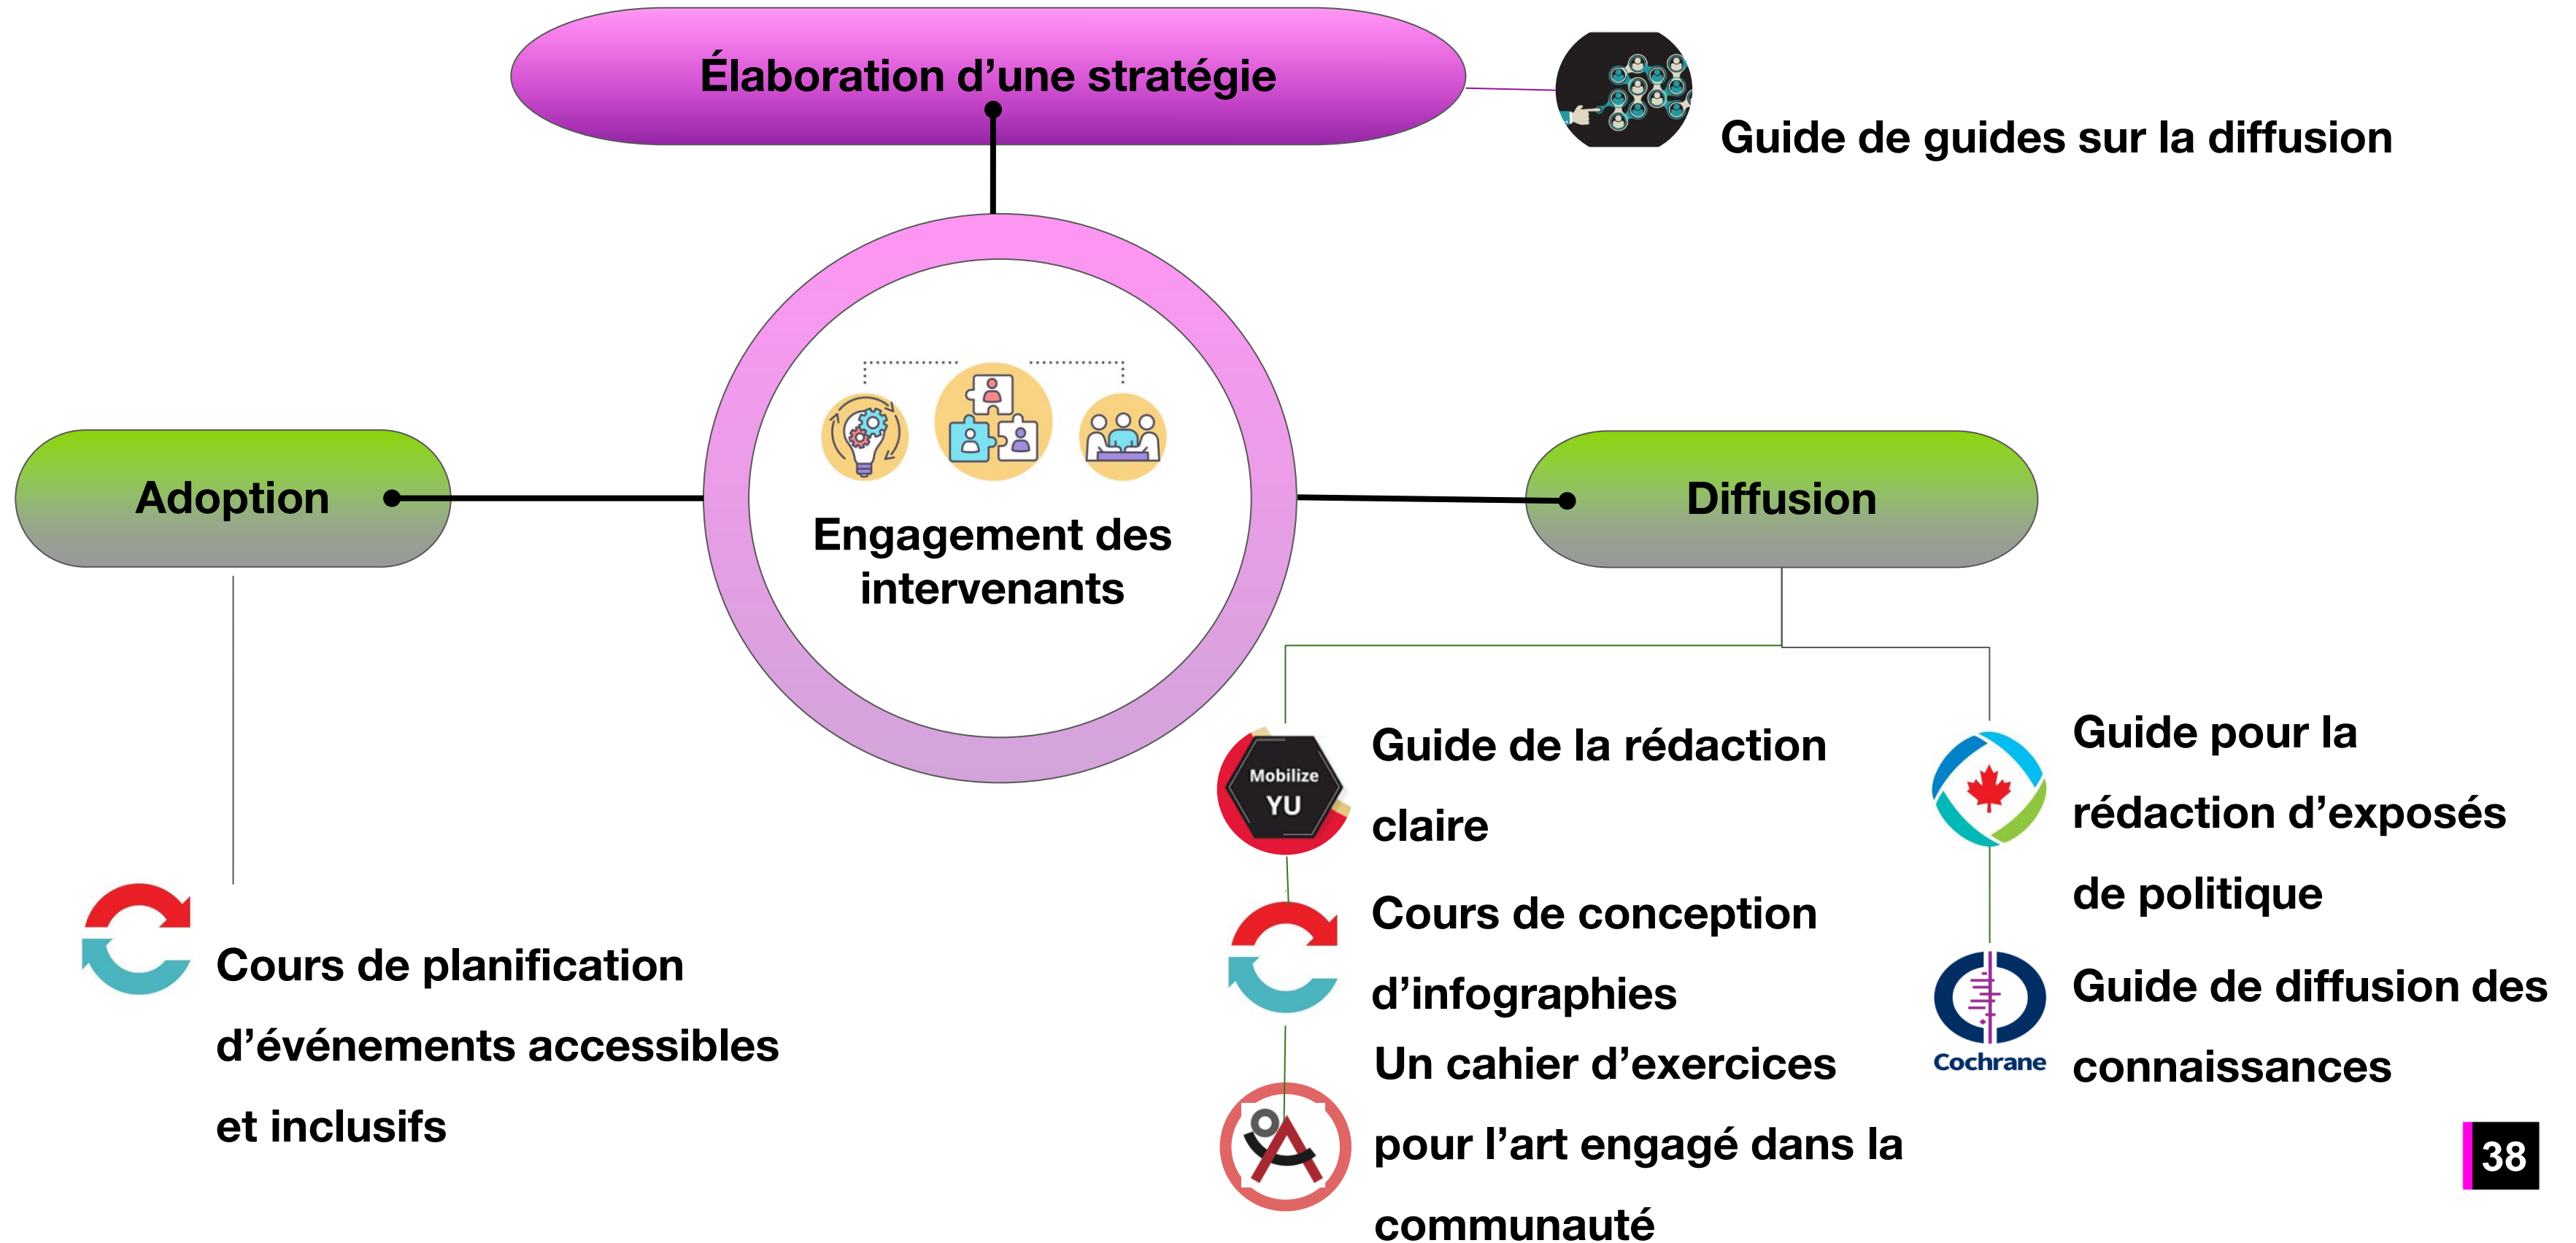 Élaboration d’une stratégie
Guide de guides sur la diffusion
Engagement des
intervenants
Adoption
Cours de planification
d’événements accessibles
et inclusifs
Diffusion
Mobilize
YU
Guide de la rédaction
claire
Cours de conception
d’infographies
Un cahier d’exercices
pour l’art engagé dans la
communauté
Guide pour la
rédaction d’exposés
de politique
Cochrane
Guide de diffusion des
connaissances
38